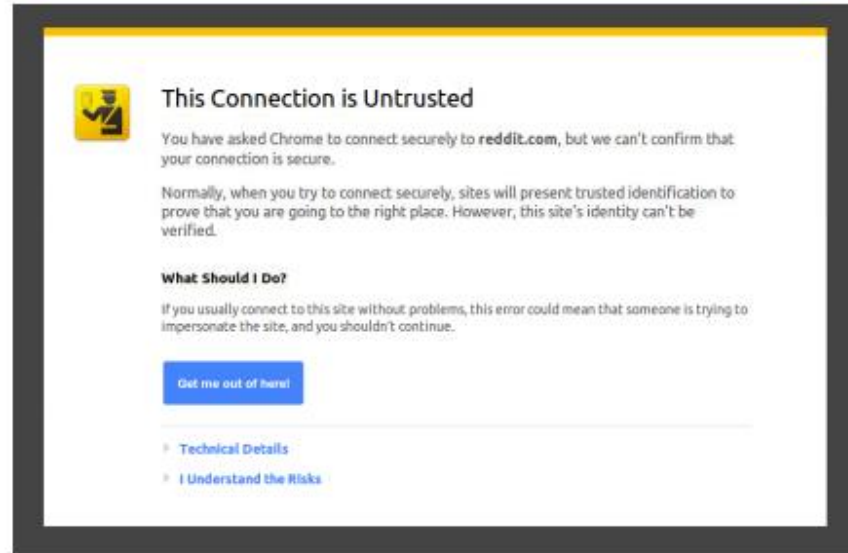 This Connection is Untrusted
You have asked Chrome to connect securely to reddit.com, but we can't confirm that
your connection is secure.
Normally, when you try to connect securely, sites will present trusted identification to
prove that you are going to the right place. However, this site's identity can't be
verified.
What Should I Do?
If you usually connect to this site without problems, this error could mean that someone is trying to
impersonate the site, and you shouldn't continue.
Get me out of here!
Technical Details
I Understand the Risks